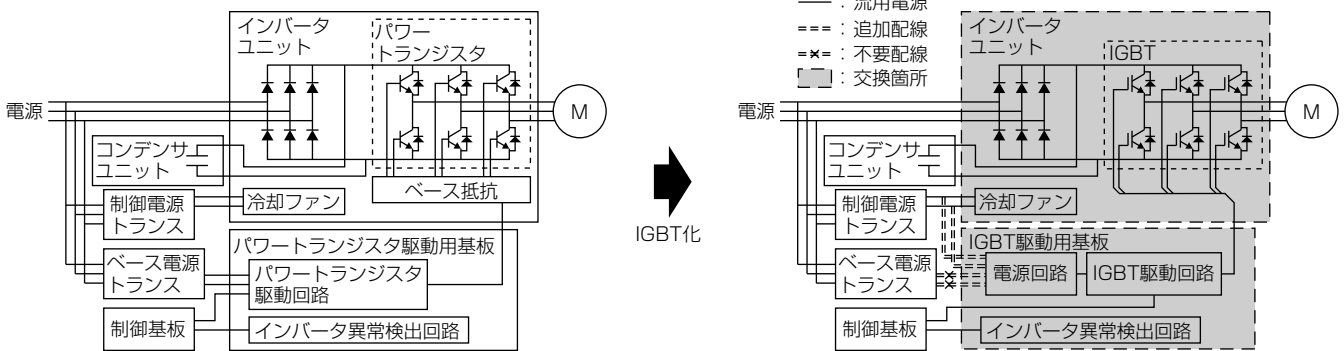 インバータ
ユニット
パワー
トランジスタ
電源
M
コンデンサ
ユニット
ベース抵抗
制御電源
トランス
冷却ファン
パワートランジスタ駆動用基板
ベース電源
トランス
パワートランジスタ
駆動回路
制御基板
インバータ異常検出回路
IGBT化
:流用電源
:追加配線
:不要配線
:交換箇所
インバータ
ユニット
IGBT
電源
M
コンデンサ
ユニット
制御電源
トランス
冷却ファン
IGBT駆動用基板
ベース電源
トランス
電源回路
IGBT駆動回路
制御基板
インバータ異常検出回路